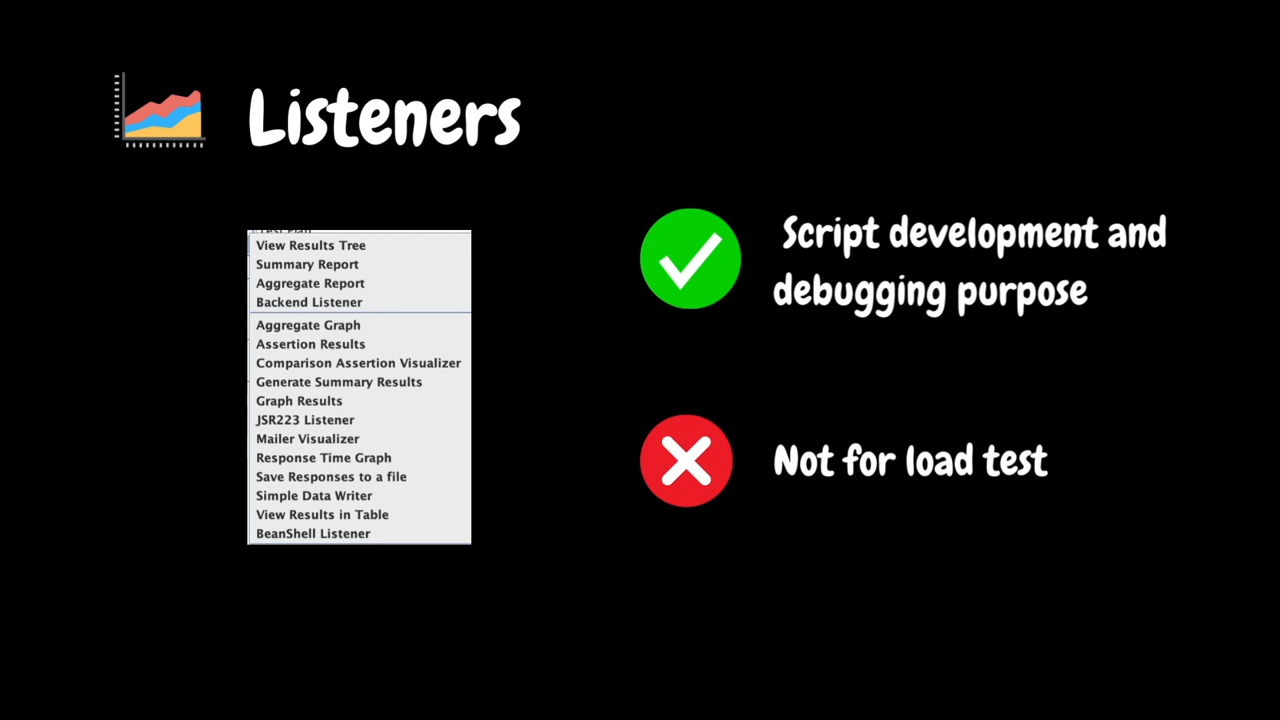 Listeners
View Results Tree
Summary Report
Aggregate Report
Backend Listener
Aggregate Graph
Assertion Results
Comparison Assertion Visualizer
Generate Summary Results
Graph Results
JSR223 Listener
Mailer Visualizer
Response Time Graph
Save Responses to a file
Simple Data Writer
View Results in Table
BeanShell Listener
Script development and
debugging purpose
Not for load test